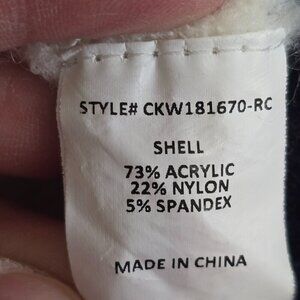 STYLE# CKW181670-RC
SHELL
73% ACRYLIC
22% NYLON
5% SPANDEX
MADE IN CHINA